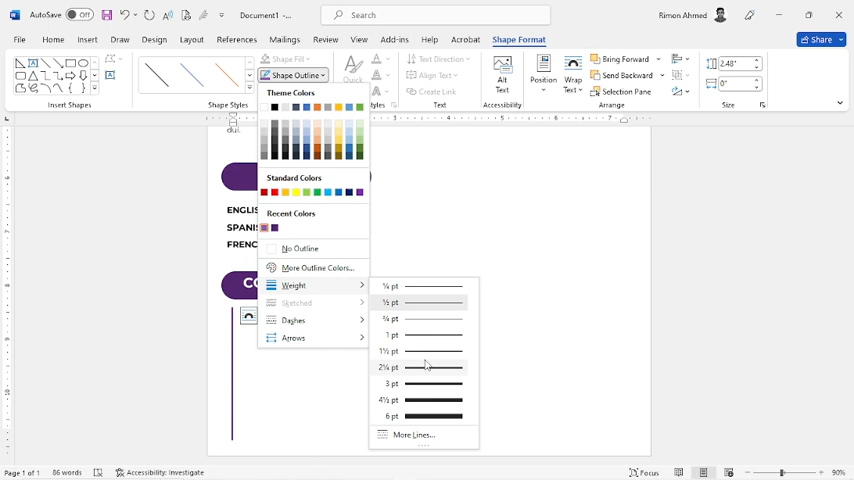 AutoSave Off Document1 -... Search Rimon Ahmed
File Home Insert Draw Design Layout References Mailings Review View Add-ins Help Acrobat Shape Format Share
Shape Fill
Shape Outline
Quick
Text Direction
Align Text
Create Link
Alt
Text
Position
Wrap
Text
Bring Forward
Send Backward
Selection Pane
2.48"
0"
Insert Shapes Shape Styles Text Accessibility Arrange Size
dui.
ENGLIS
SPANIS
FRENC
CO
Theme Colors
Standard Colors
Recent Colors
No Outline
More Outline Colors...
Weight
Sketched
Dashes
Arrows
¼ pt
½ pt
¾ pt
1 pt
1½ pt
2¼ pt
3 pt
4½ pt
6 pt
More Lines...
Page 1 of 1 86 words Accessibility: Investigate Focus 90%